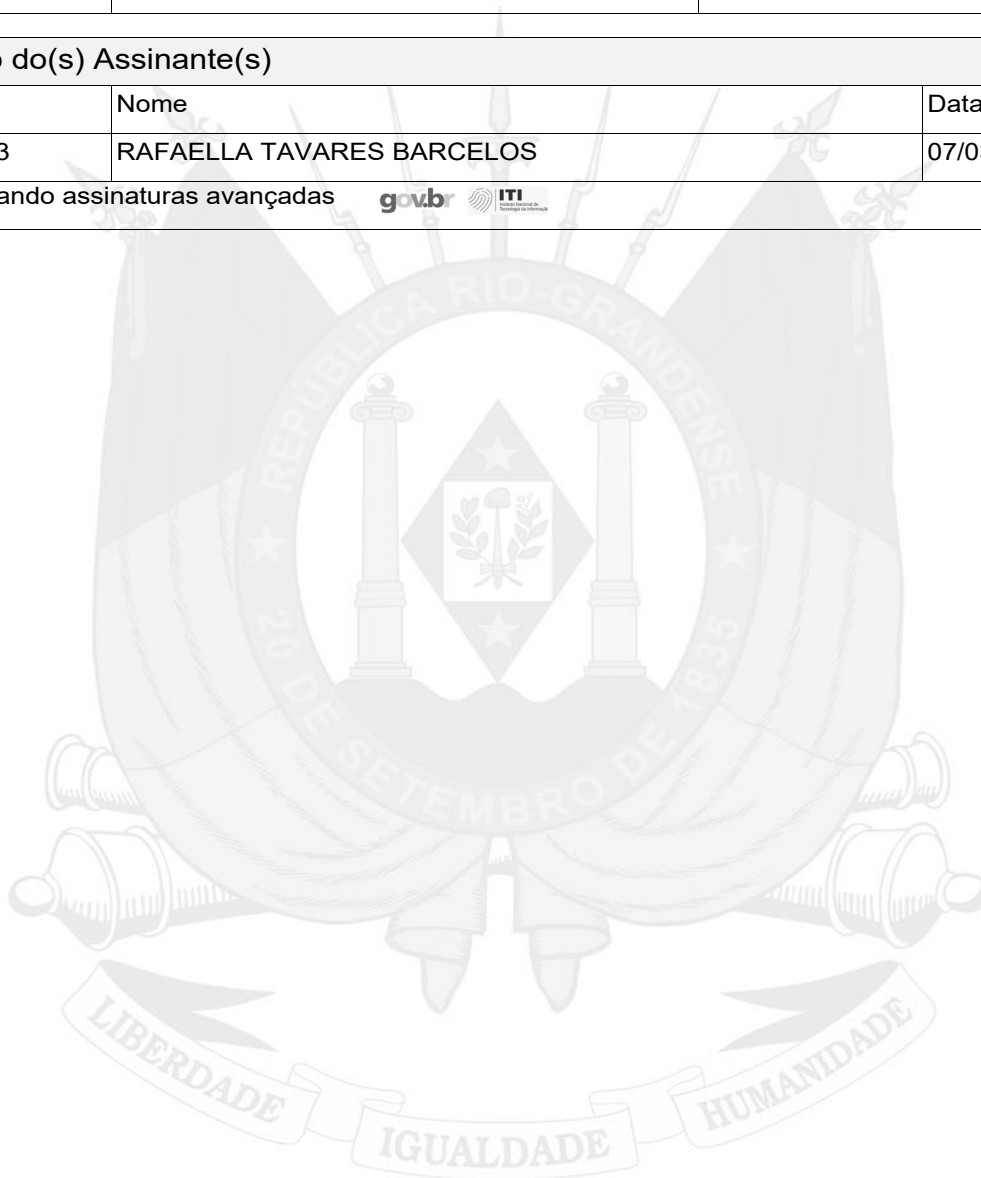 do(s) Assinante(s)
Nome
Data
3
RAFAELLA TAVARES BARCELOS
07/0
ando assinaturas avançadas
gov.br
ITI
REPÚBLICA RIO-GRANDENSE
20 DE SETEMBRO DE 1835
LIBERDADE
IGUALDADE
HUMANIDADE